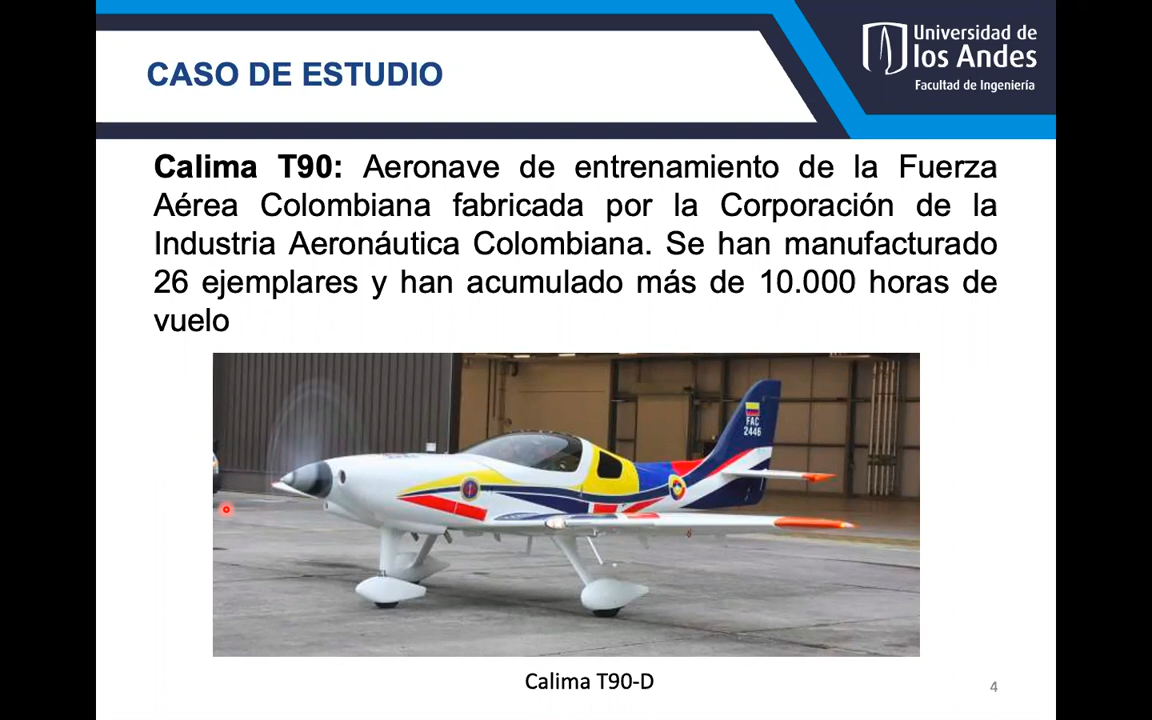 Universidad de
los Andes
Facultad de Ingeniería
CASO DE ESTUDIO
Calima T90: Aeronave de entrenamiento de la Fuerza
Aérea Colombiana fabricada por la Corporación de la
Industria Aeronáutica Colombiana. Se han manufacturado
26 ejemplares y han acumulado más de 10.000 horas de
vuelo
FAC
2446
Calima T90-D
4